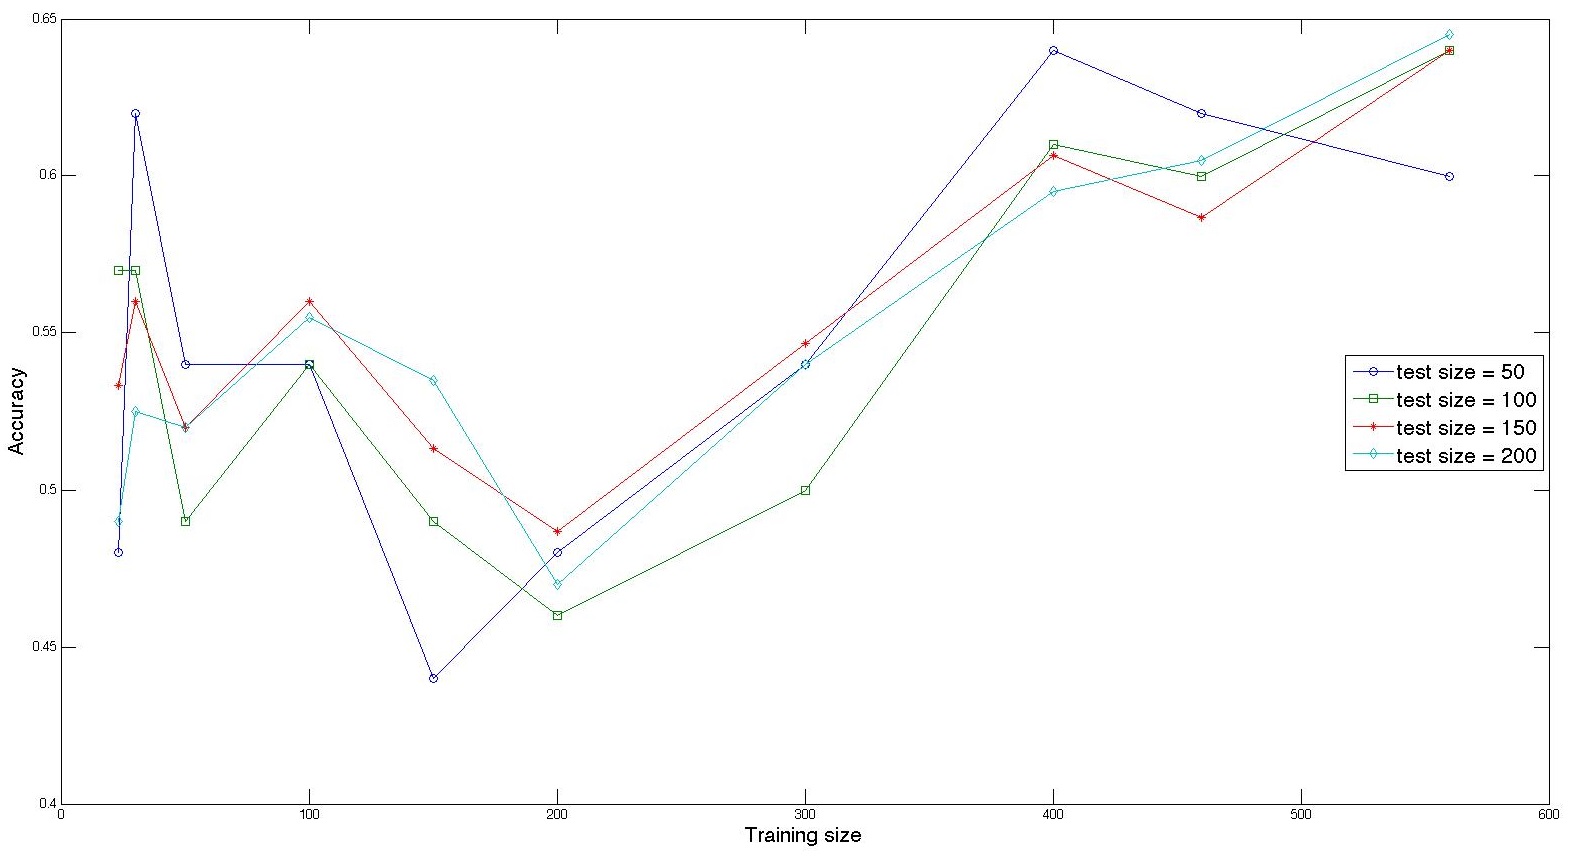 0.65
0.6
0.55
0.5
0.45
0.4
Accuracy
0
100
200
300
400
500
600
Training size
test size = 50
test size = 100
test size = 150
test size = 200